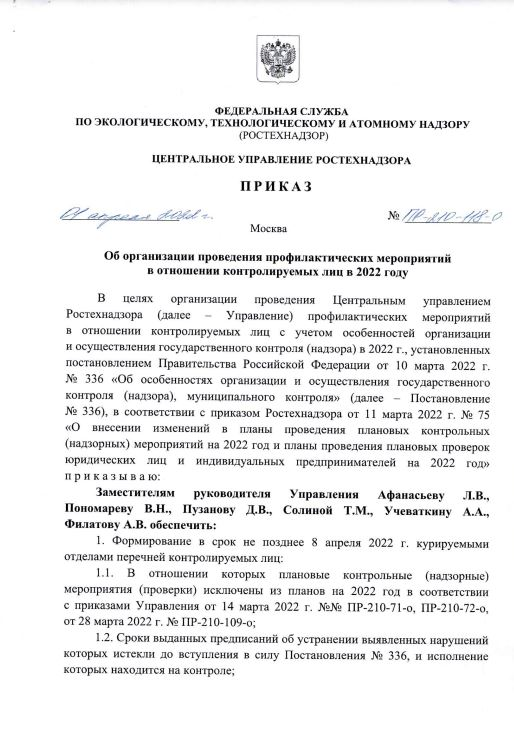 ФЕДЕРАЛЬНАЯ СЛУЖБА
ПО ЭКОЛОГИЧЕСКОМУ, ТЕХНОЛОГИЧЕСКОМУ И АТОМНОМУ НАДЗОРУ
(РОСТЕХНАДЗОР)
ЦЕНТРАЛЬНОЕ УПРАВЛЕНИЕ РОСТЕХНАДЗОРА
ПРИКАЗ
01 апреля 2022 г. № ПР-210-118-о
Москва
Об организации проведения профилактических мероприятий
в отношении контролируемых лиц в 2022 году
В целях организации проведения Центральным управлением
Ростехнадзора (далее – Управление) профилактических мероприятий
в отношении контролируемых лиц с учетом особенностей организации
и осуществления государственного контроля (надзора) в 2022 г., установленных
постановлением Правительства Российской Федерации от 10 марта 2022 г.
№ 336 «Об особенностях организации и осуществления государственного
контроля (надзора), муниципального контроля» (далее – Постановление
№ 336), в соответствии с приказом Ростехнадзора от 11 марта 2022 г. № 75
«О внесении изменений в планы проведения плановых контрольных
(надзорных) мероприятий на 2022 год и планы проведения плановых проверок
юридических лиц и индивидуальных предпринимателей на 2022 год»
п р и к а з ы в а ю:
Заместителям руководителя Управления Афанасьеву Л.В.,
Пономареву В.Н., Пузанову Д.В., Солиной Т.М., Учеваткину А.А.,
Филатову А.В. обеспечить:
1. Формирование в срок не позднее 8 апреля 2022 г. курируемыми
отделами перечней контролируемых лиц:
1.1. В отношении которых плановые контрольные (надзорные)
мероприятия (проверки) исключены из планов на 2022 год в соответствии
с приказами Управления от 14 марта 2022 г. №№ ПР-210-71-о, ПР-210-72-о,
от 28 марта 2022 г. № ПР-210-109-о;
1.2. Сроки выданных предписаний об устранении выявленных нарушений
которых истекли до вступления в силу Постановления № 336, и исполнение
которых находится на контроле;